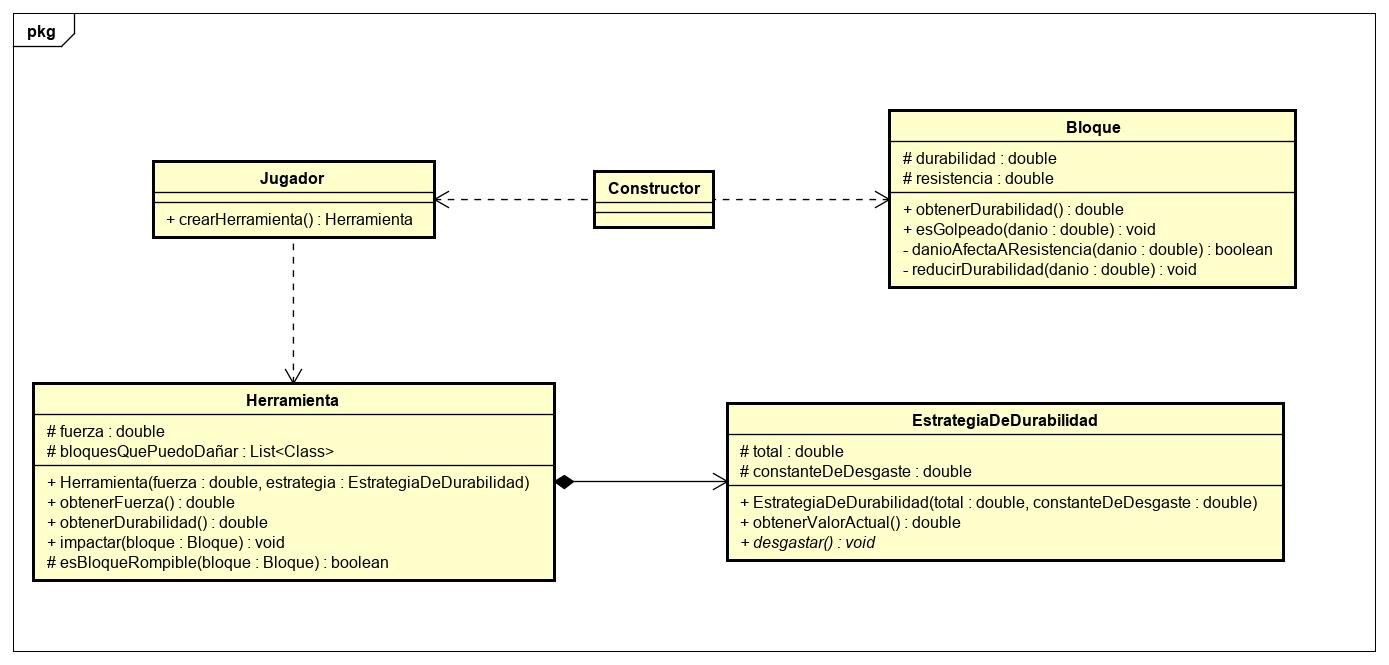 pkg
Jugador
+ crearHerramienta() : Herramienta
Constructor
Bloque
# durabilidad : double
# resistencia : double
+ obtenerDurabilidad() : double
+ esGolpeado(danio : double) : void
- danioAfectaAResistencia(danio : double) : boolean
- reducirDurabilidad(danio : double) : void
Herramienta
# fuerza : double
# bloquesQuePuedoDañar : List<Class>
+ Herramienta(fuerza : double, estrategia : EstrategiaDeDurabilidad)
+ obtenerFuerza() : double
+ obtenerDurabilidad() : double
+ impactar(bloque : Bloque) : void
# esBloqueRompible(bloque : Bloque) : boolean
EstrategiaDeDurabilidad
# total : double
# constanteDeDesgaste : double
+ EstrategiaDeDurabilidad(total : double, constanteDeDesgaste : double)
+ obtenerValorActual() : double
+ desgastar() : void